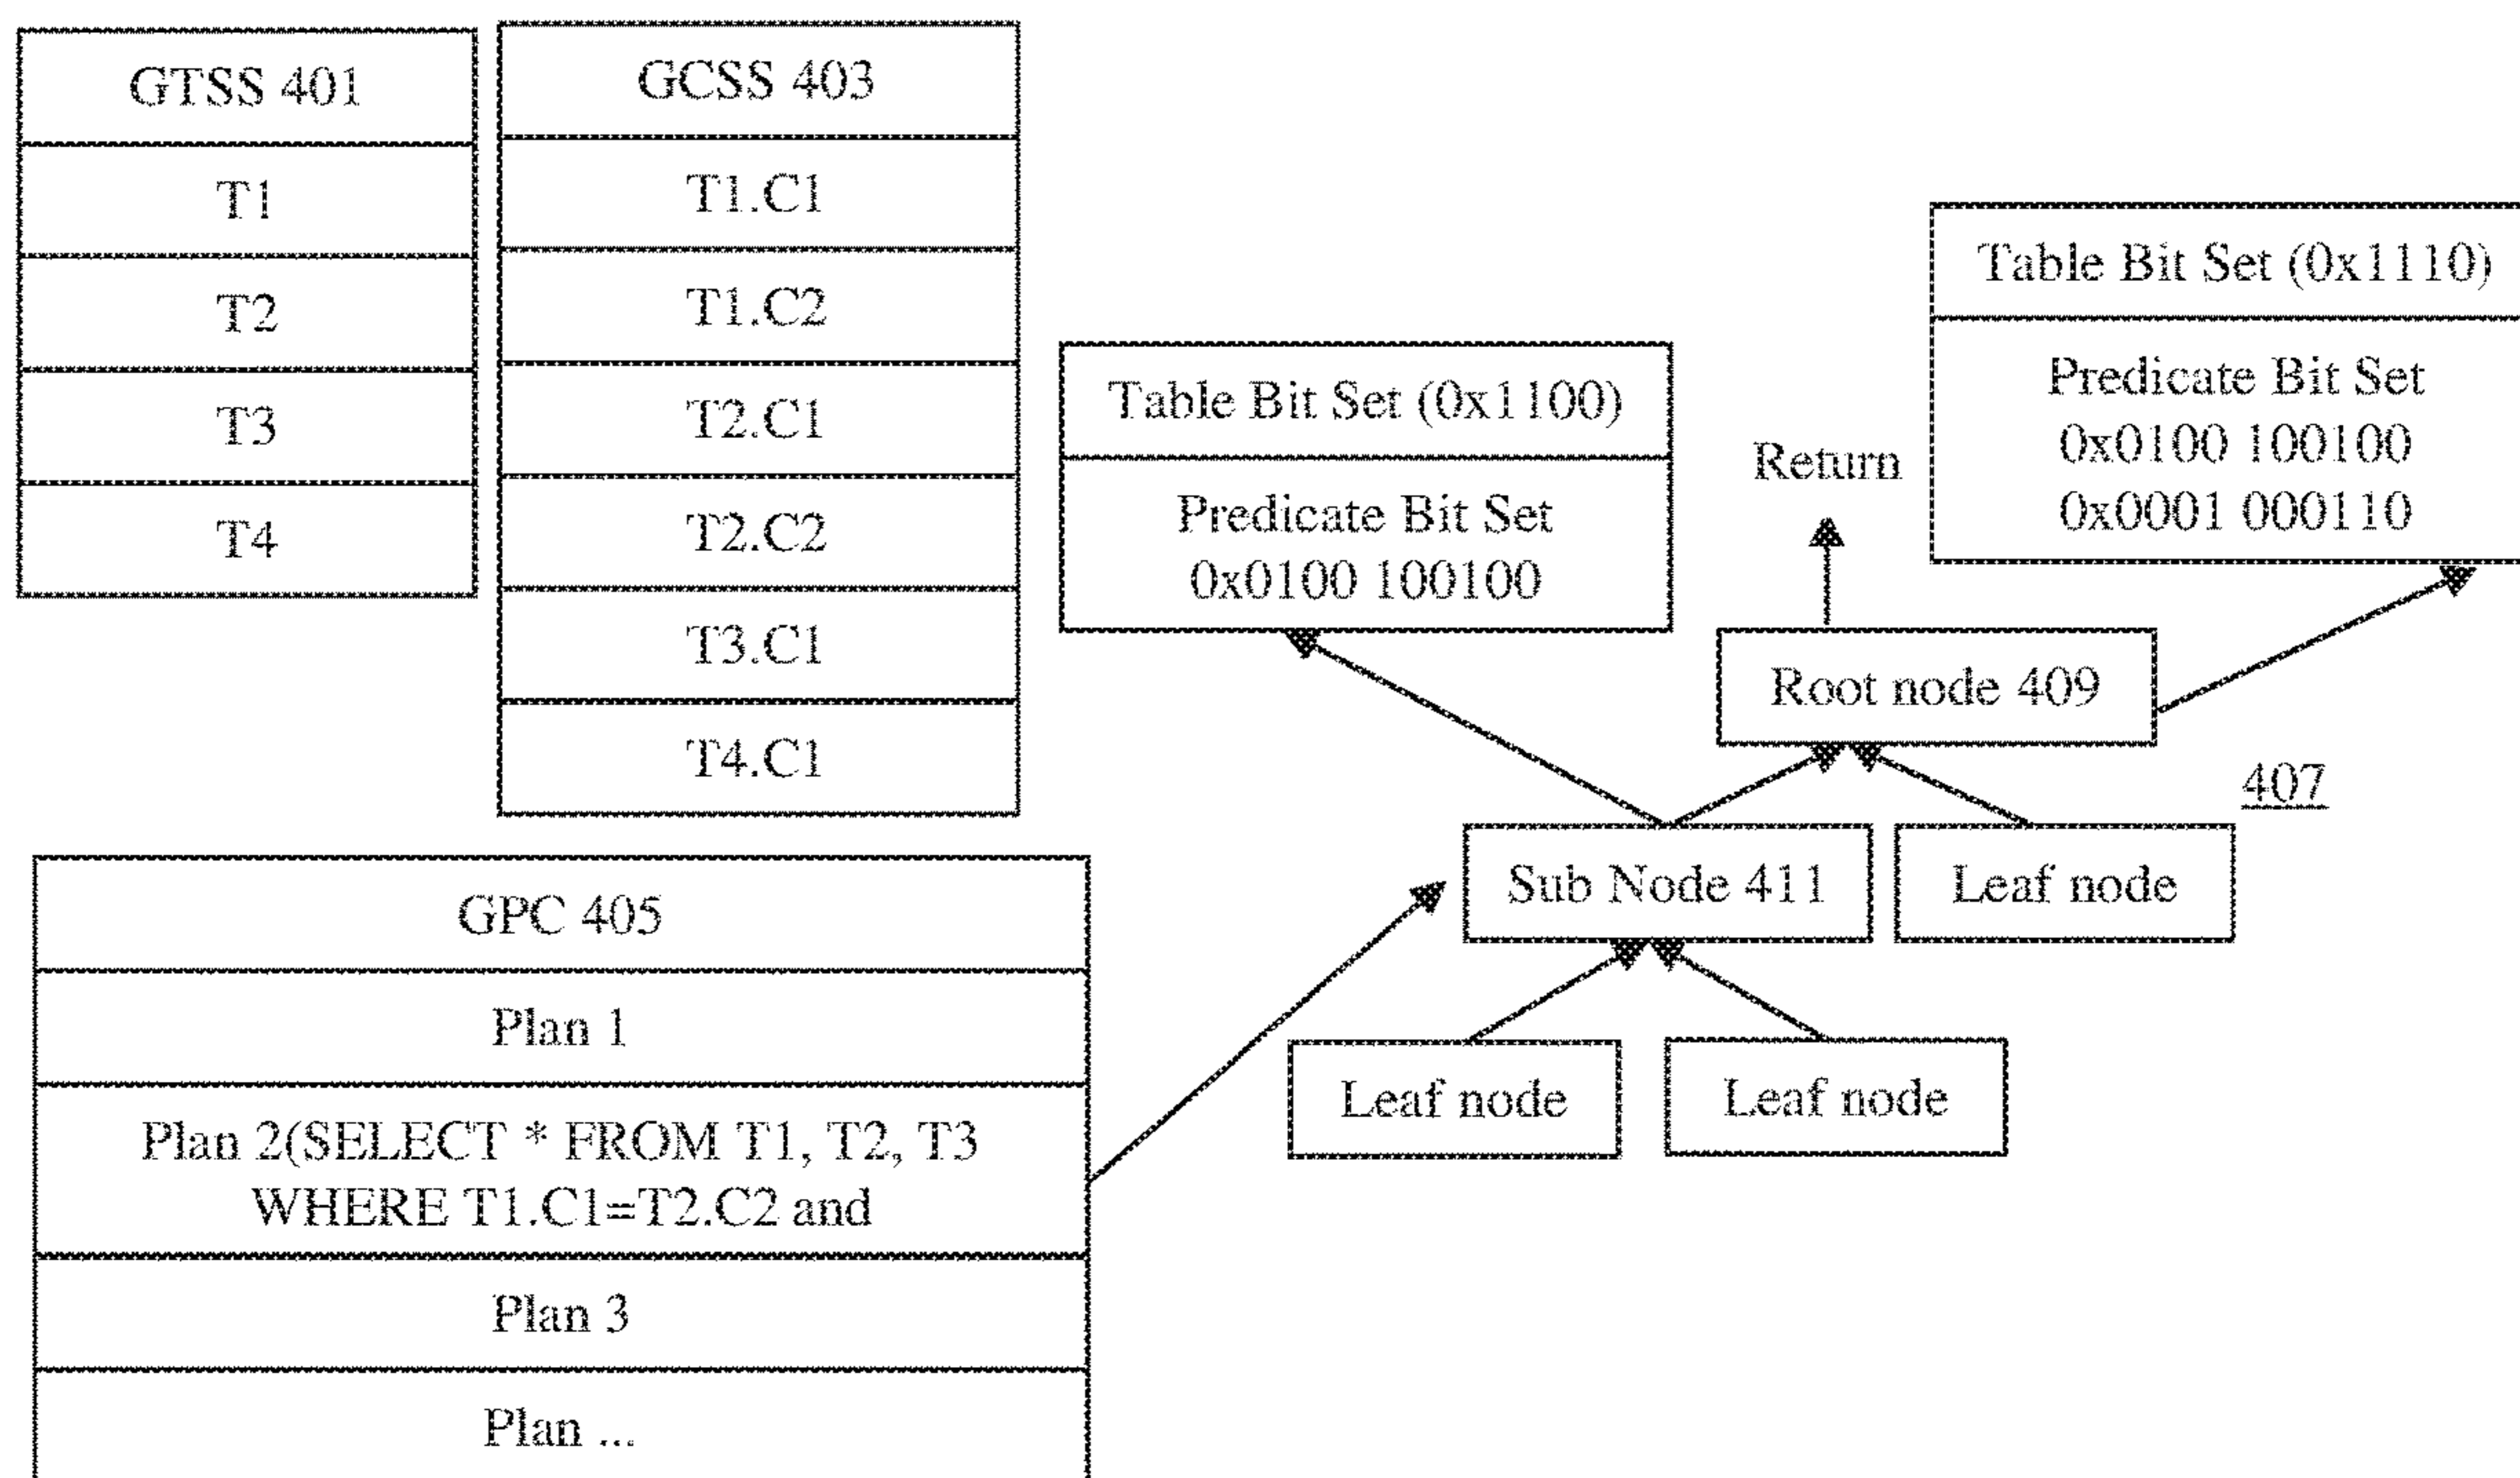 GTSS 401
T1
T2
T3
T4
GCSS 403
T1.C1
T1.C2
T2.C1
T2.C2
T3.C1
T4.C1
Table Bit Set (0x1100)
Predicate Bit Set
0x0100 100100
Return
Table Bit Set (0x1110)
Predicate Bit Set
0x0100 100100
0x0001 000110
Root node 409
407
Sub Node 411
Leaf node
Leaf node
Leaf node
GPC 405
Plan 1
Plan 2(SELECT * FROM T1, T2, T3
WHERE T1.C1=T2.C2 and
Plan 3
Plan ...